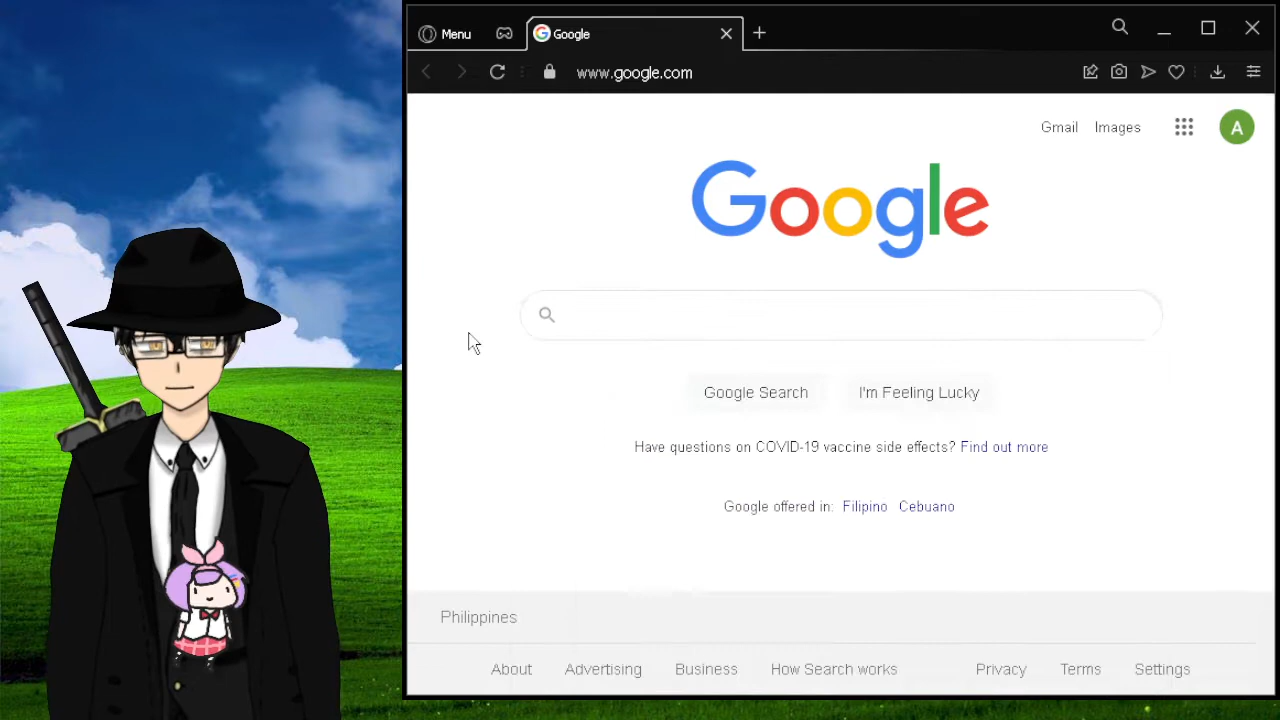 Menu
Google
www.google.com
Gmail Images
A
Google
Google Search I'm Feeling Lucky
Have questions on COVID-19 vaccine side effects? Find out more
Google offered in: Filipino Cebuano
Philippines
About Advertising Business How Search works Privacy Terms Settings